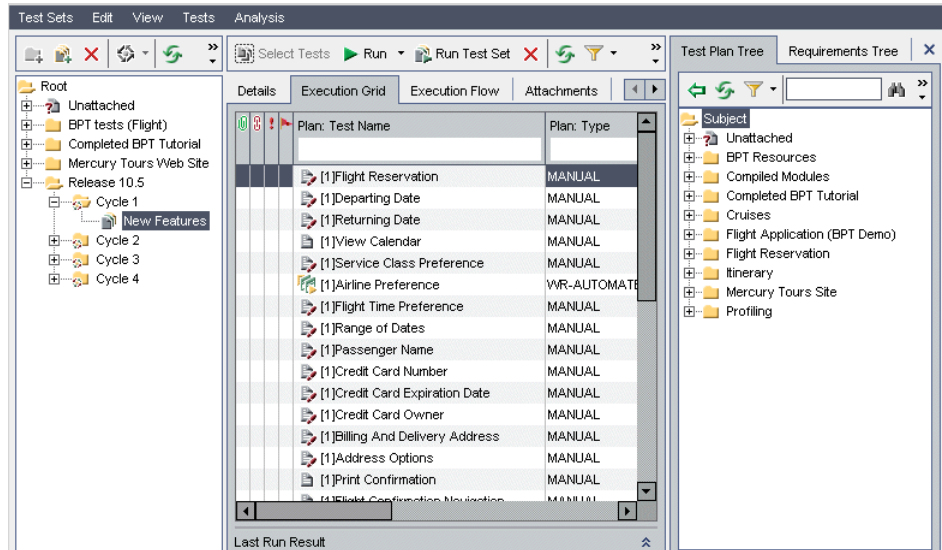 Test Sets Edit View Tests Analysis
Select Tests Run Run Test Set
Test Plan Tree Requirements Tree
Root
Unattached
BPT tests (Flight)
Completed BPT Tutorial
Mercury Tours Web Site
Release 10.5
Cycle 1
New Features
Cycle 2
Cycle 3
Cycle 4
Details Execution Grid Execution Flow Attachments
Plan: Test Name Plan: Type
[1]Flight Reservation MANUAL
[1]Departing Date MANUAL
[1]Returning Date MANUAL
[1]View Calendar MANUAL
[1]Service Class Preference MANUAL
[1]Airline Preference WR-AUTOMATE
[1]Flight Time Preference MANUAL
[1]Range of Dates MANUAL
[1]Passenger Name MANUAL
[1]Credit Card Number MANUAL
[1]Credit Card Expiration Date MANUAL
[1]Credit Card Owner MANUAL
[1]Billing And Delivery Address MANUAL
[1]Address Options MANUAL
[1]Print Confirmation MANUAL
[1]Flight Confirmation Navigation MANUAL
Last Run Result
Subject
Unattached
BPT Resources
Compiled Modules
Completed BPT Tutorial
Cruises
Flight Application (BPT Demo)
Flight Reservation
Itinerary
Mercury Tours Site
Profiling